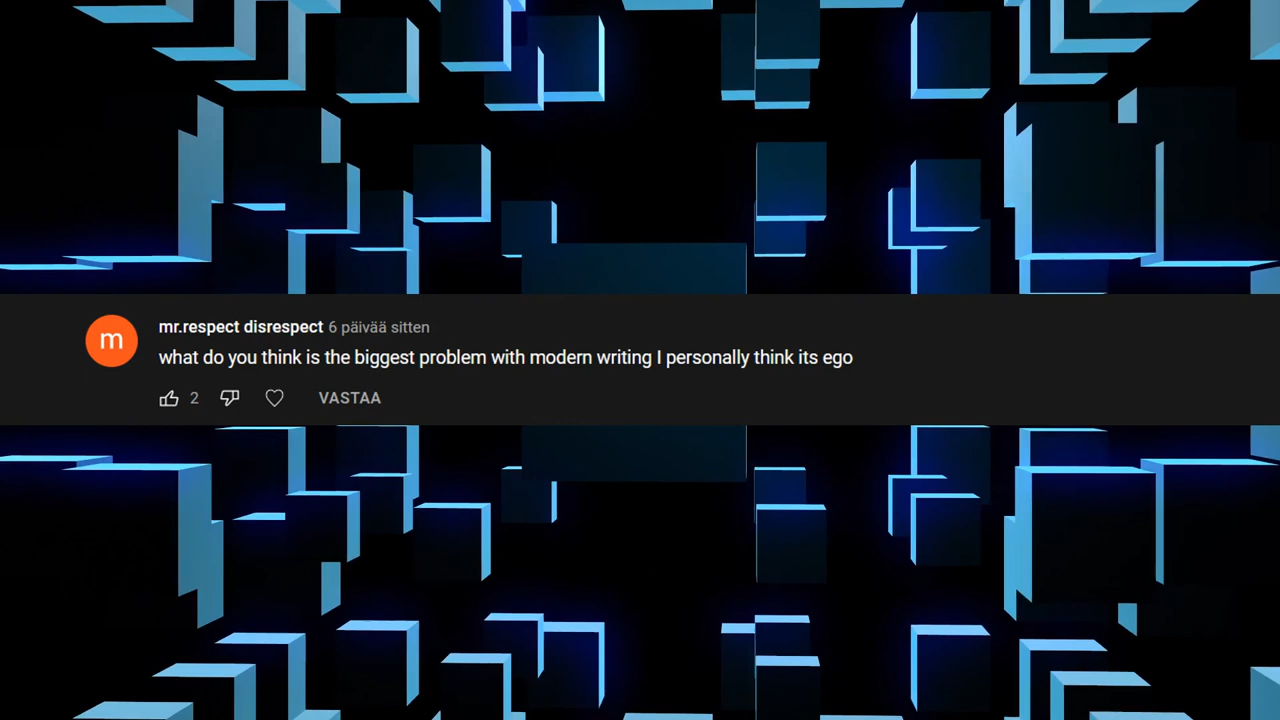 m
mr.respect disrespect 6 päivää sitten
what do you think is the biggest problem with modern writing I personally think its ego
2 VASTAA